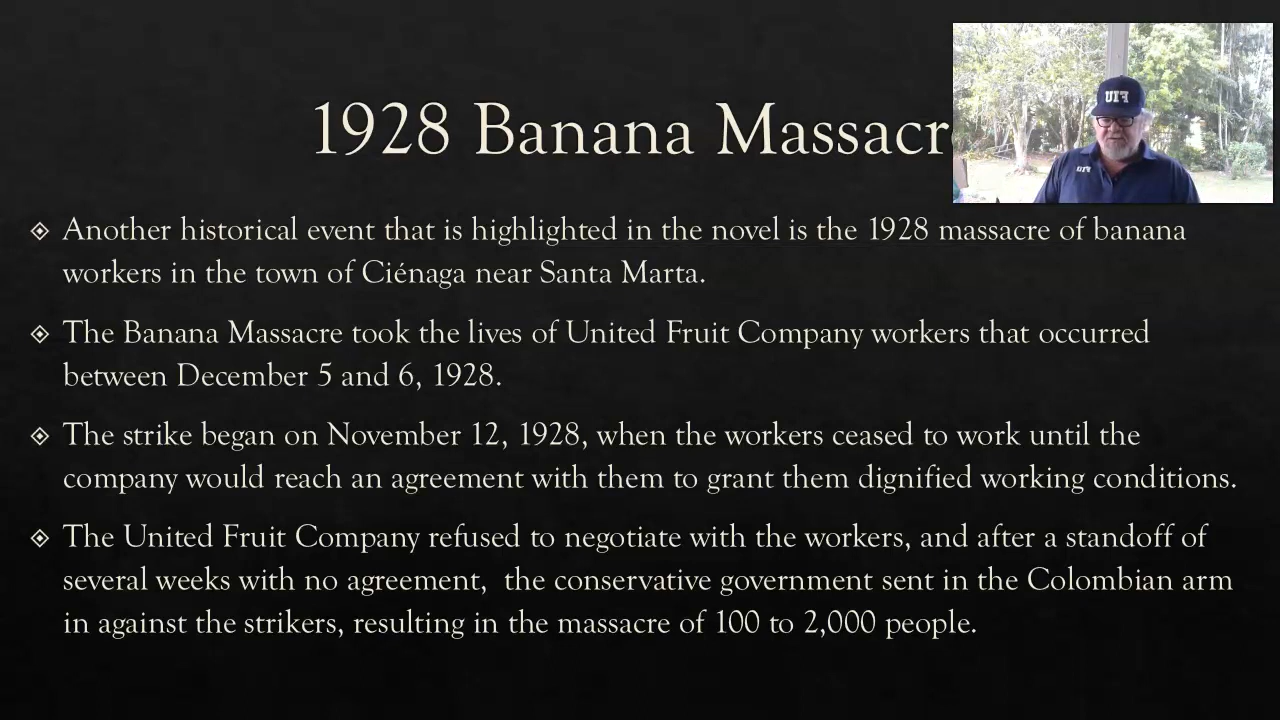 1928 Banana Massacr
Another historical event that is highlighted in the novel is the 1928 massacre of banana
workers in the town of Ciénaga near Santa Marta.
The Banana Massacre took the lives of United Fruit Company workers that occurred
between December 5 and 6, 1928.
The strike began on November 12, 1928, when the workers ceased to work until the
company would reach an agreement with them to grant them dignified working conditions.
The United Fruit Company refused to negotiate with the workers, and after a standoff of
several weeks with no agreement, the conservative government sent in the Colombian arm
in against the strikers, resulting in the massacre of 100 to 2,000 people.
FIU
FIU